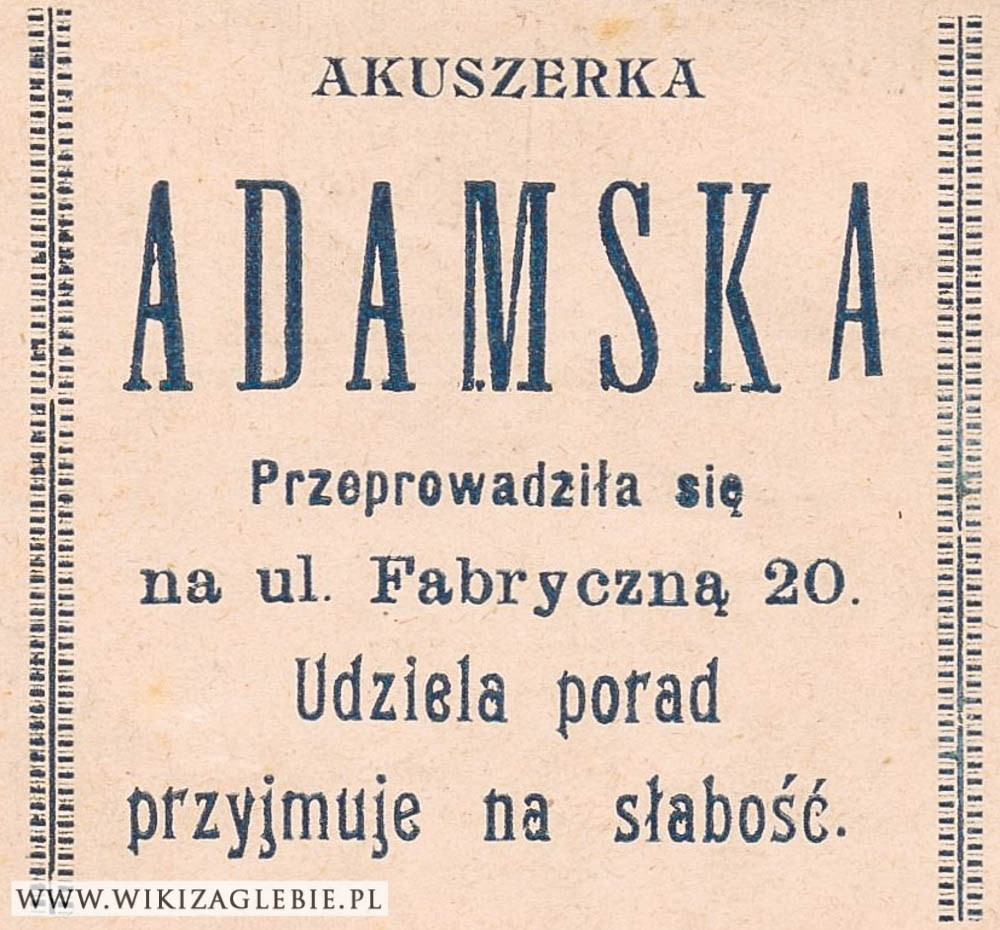 AKUSZERKA
ADAMSKA
Przeprowadziła się
na ul. Fabryczną 20.
Udziela porad
przyjmuje na słabość.
WWW.WIKIZAGLEBIE.PL